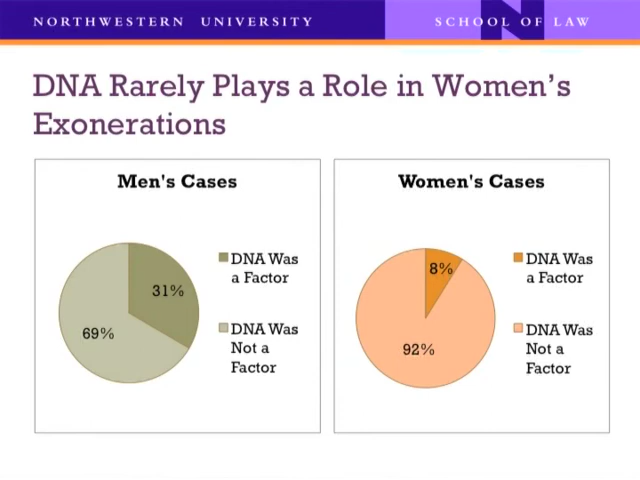 NORTHWESTERN UNIVERSITY
SCHOOL OF LAW
DNA Rarely Plays a Role in Women's
Exonerations
Men's Cases
31%
69%
DNA Was
a Factor
DNA Was
Not a
Factor
Women's Cases
8%
92%
DNA Was
a Factor
DNA Was
Not a
Factor